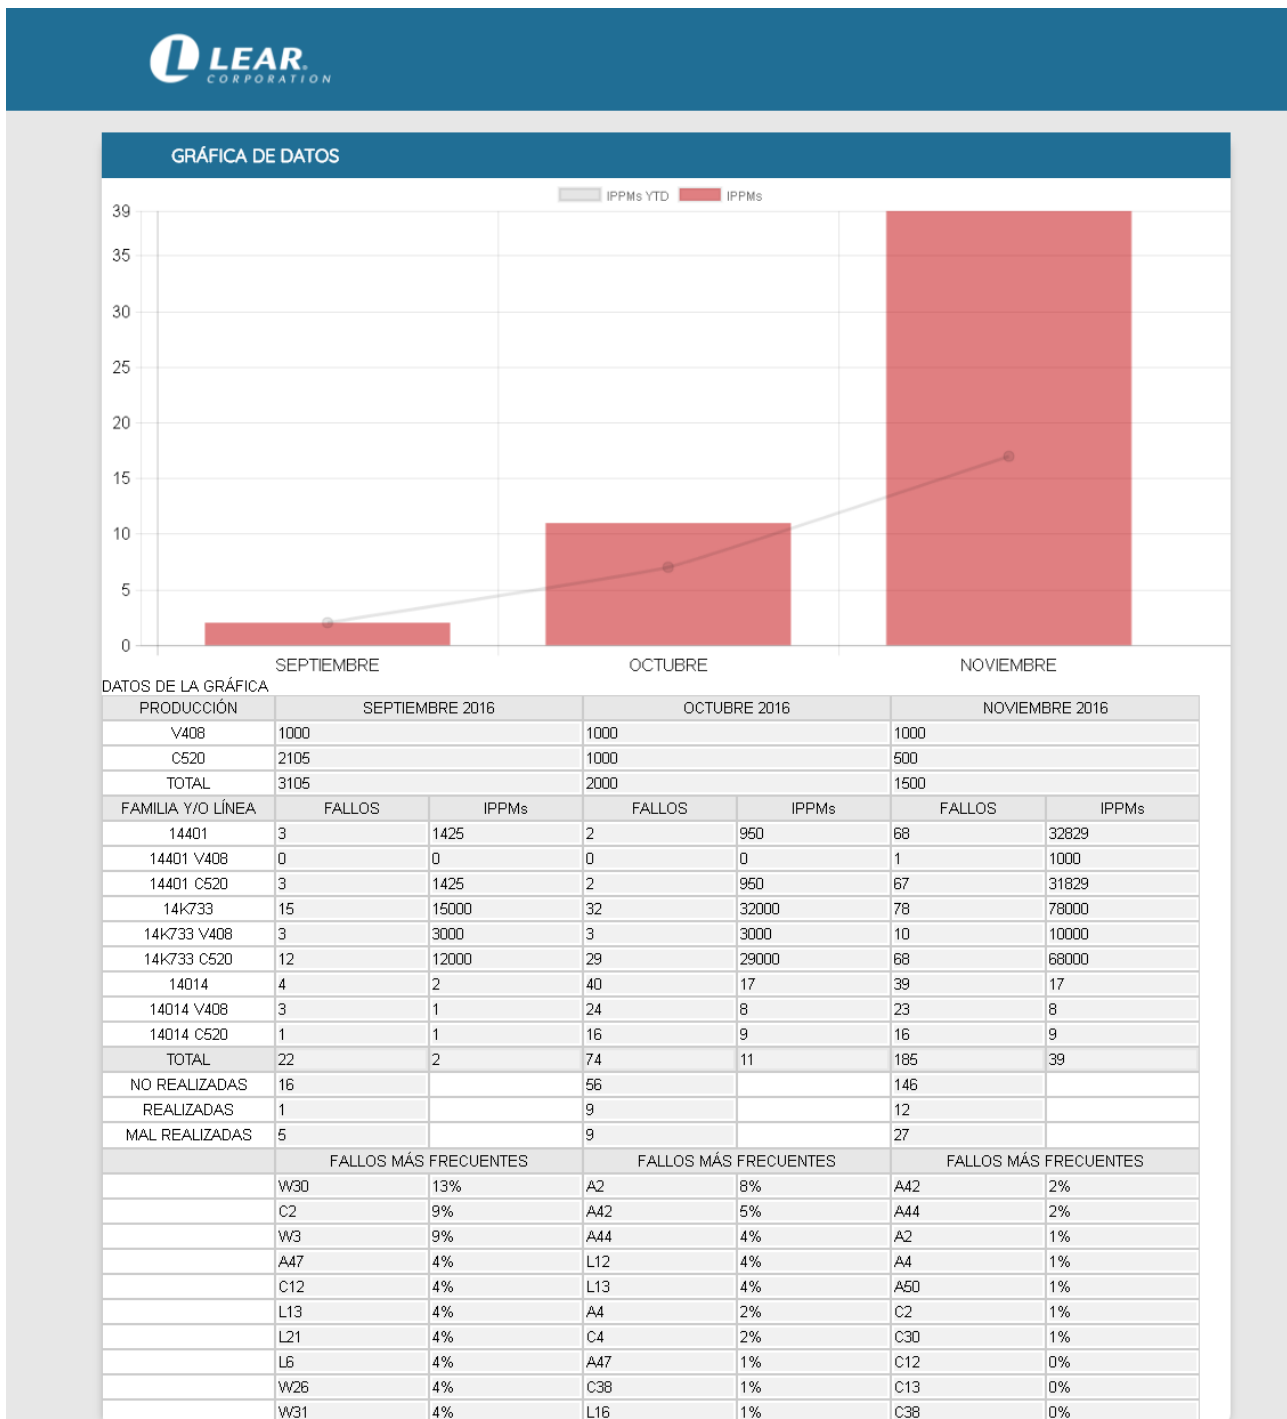 LEAR
CORPORATION
GRÁFICA DE DATOS
IPPMs YTD IPPMs
39
35
30
25
20
15
10
5
0
SEPTIEMBRE OCTUBRE NOVIEMBRE
DATOS DE LA GRÁFICA
PRODUCCIÓN SEPTIEMBRE 2016 OCTUBRE 2016 NOVIEMBRE 2016
V408 1000 1000 1000
C520 2105 1000 500
TOTAL 3105 2000 1500
FAMILIA Y/O LÍNEA FALLOS IPPMs FALLOS IPPMs FALLOS IPPMs
14401 3 1425 2 950 68 32829
14401 V408 0 0 0 0 1 1000
14401 C520 3 1425 2 950 67 31829
14K733 15 15000 32 32000 78 78000
14K733 V408 3 3000 3 3000 10 10000
14K733 C520 12 12000 29 29000 68 68000
14014 4 2 40 17 39 17
14014 V408 3 1 24 8 23 8
14014 C520 1 1 16 9 16 9
TOTAL 22 2 74 11 185 39
NO REALIZADAS 16 56 146
REALIZADAS 1 9 12
MAL REALIZADAS 5 9 27
FALLOS MÁS FRECUENTES FALLOS MÁS FRECUENTES FALLOS MÁS FRECUENTES
W30 13% A2 8% A42 2%
C2 9% A42 5% A44 2%
W3 9% A44 4% A2 1%
A47 4% L12 4% A4 1%
C12 4% L13 4% A50 1%
L13 4% A4 2% C2 1%
L21 4% C4 2% C30 1%
L6 4% A47 1% C12 0%
W26 4% C38 1% C13 0%
W31 4% L16 1% C38 0%